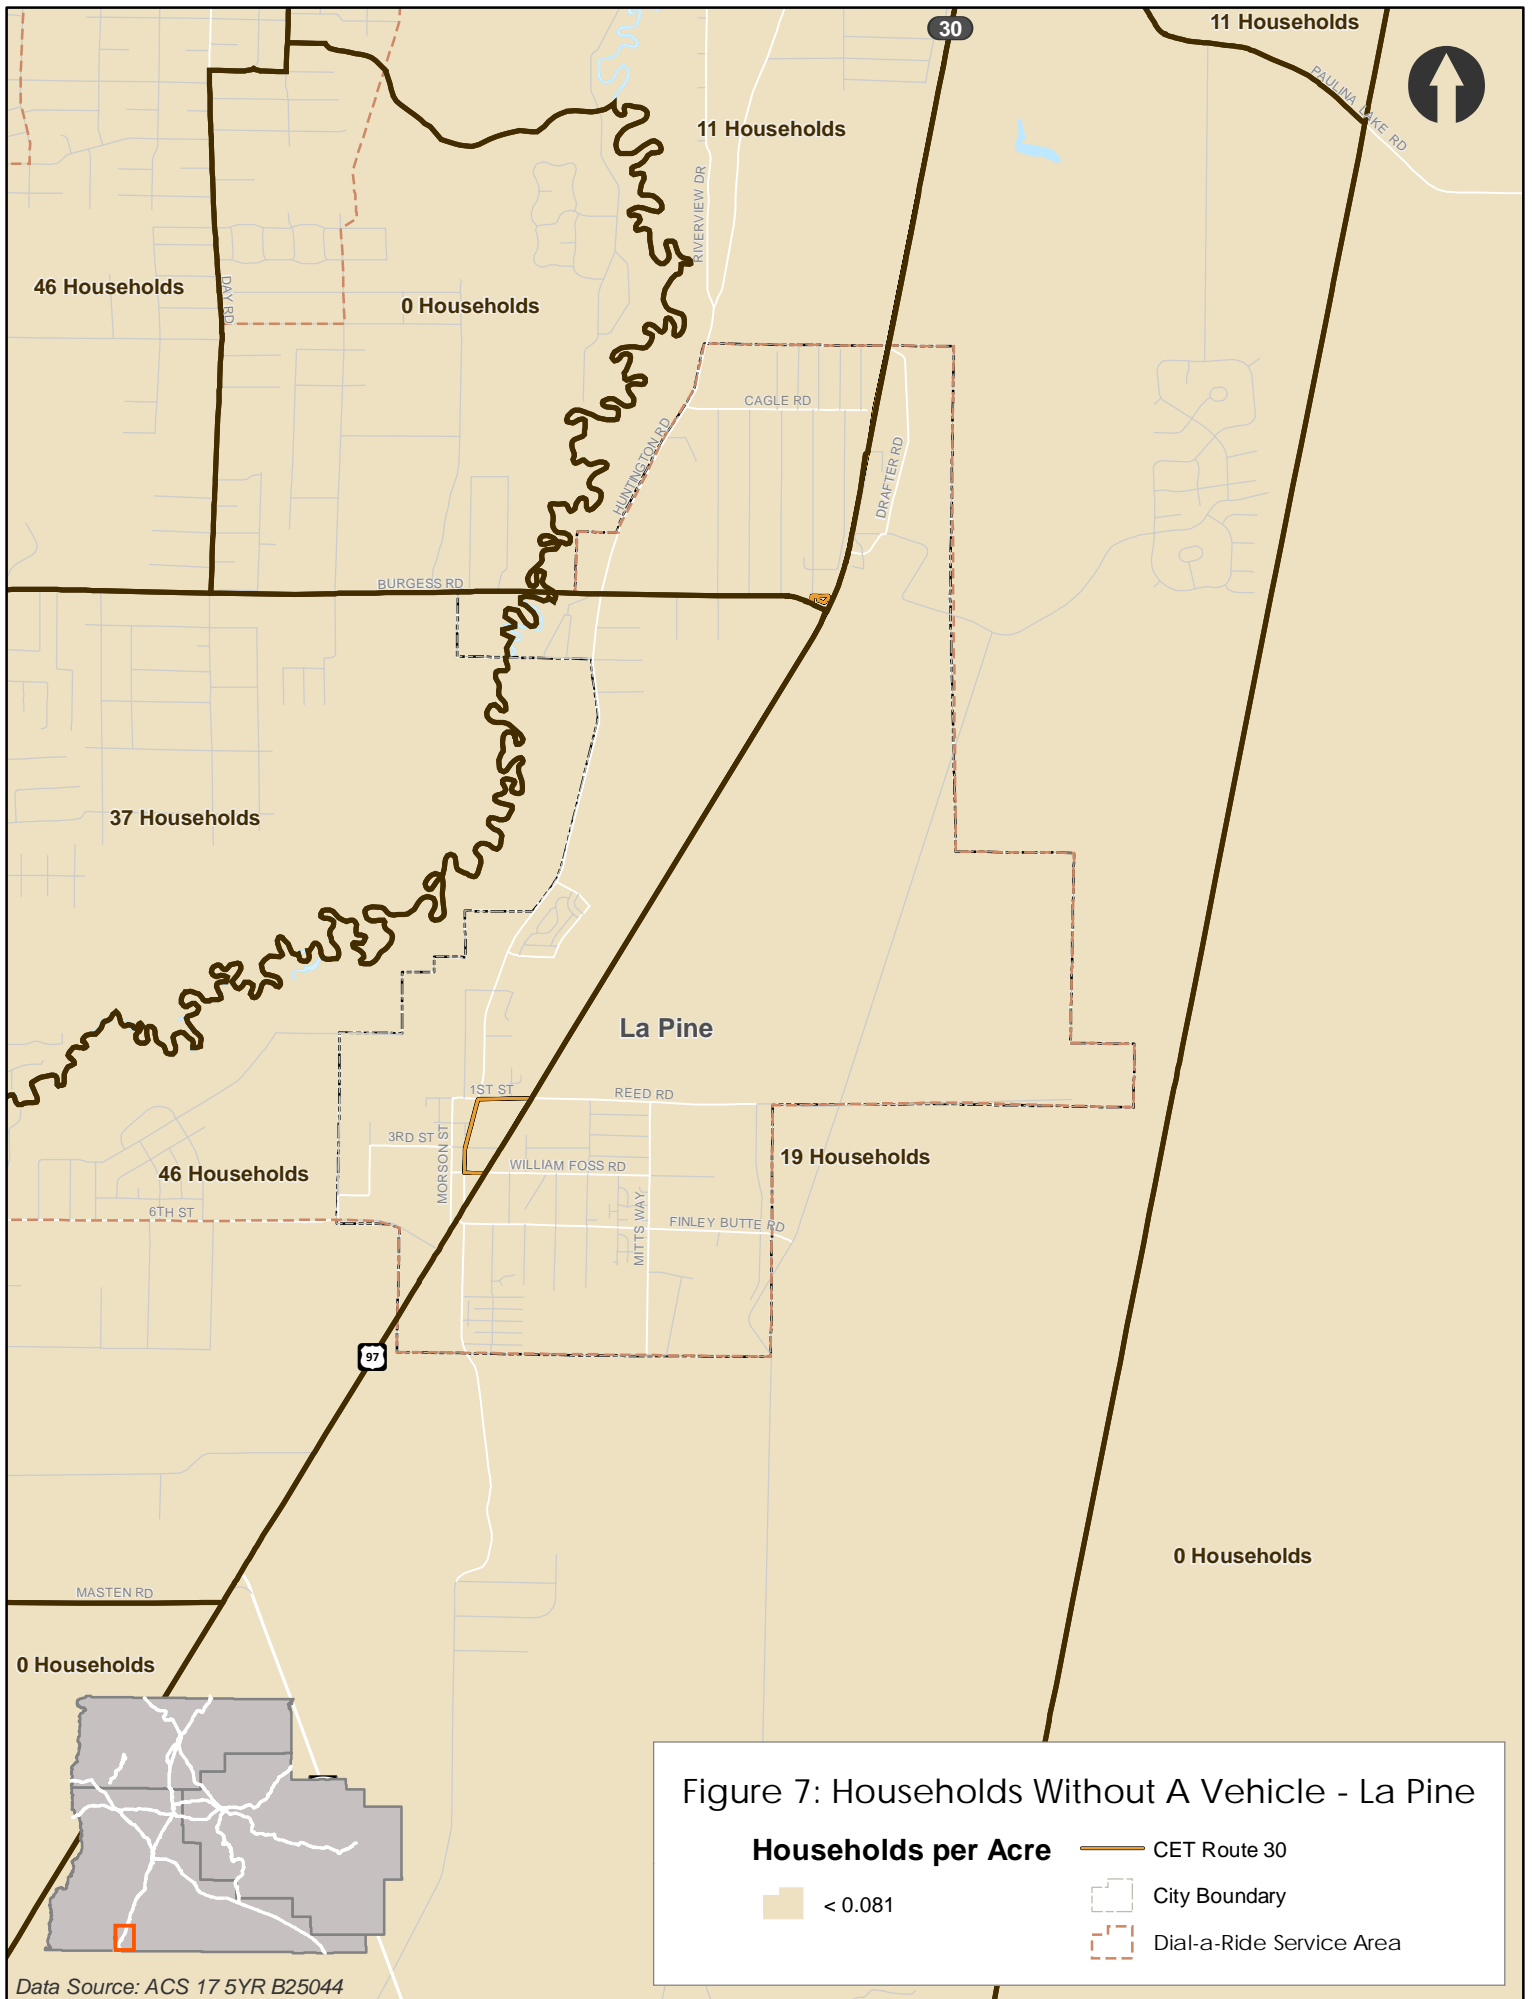 30
11 Households
PAULINA LAKE RD
11 Households
RIVERVIEW DR
46 Households
DAY RD
0 Households
CAGLE RD
HUNTINGTON RD
DRAFTER RD
BURGESS RD
37 Households
La Pine
1ST ST
REED RD
3RD ST
MORSON ST
WILLIAM FOSS RD
19 Households
46 Households
6TH ST
MITTS WAY
FINLEY BUTTE RD
97
0 Households
MASTEN RD
0 Households
Figure 7: Households Without A Vehicle - La Pine
Households per Acre
< 0.081
CET Route 30
City Boundary
Dial-a-Ride Service Area
Data Source: ACS 17 5YR B25044